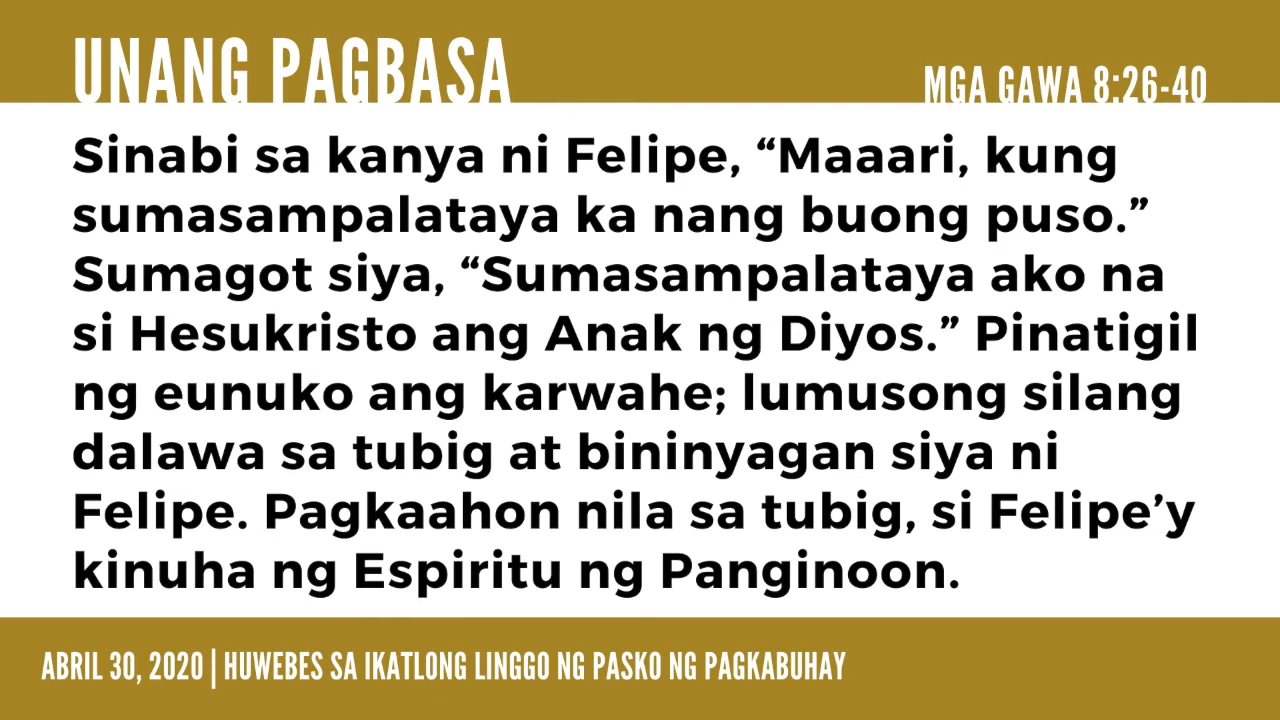 UNANG PAGBASA
MGA GAWA 8:26-40
Sinabi sa kanya ni Felipe, “Maaari, kung
sumasampalataya ka nang buong puso.”
Sumagot siya, “Sumasampalataya ako na
si Hesukristo ang Anak ng Diyos.” Pinatigil
ng eunuko ang karwahe; lumusong silang
dalawa sa tubig at bininyagan siya ni
Felipe. Pagkaahon nila sa tubig, si Felipe’y
kinuha ng Espiritu ng Panginoon.
ABRIL 30, 2020 | HUWEBES SA IKATLONG LINGGO NG PASKO NG PAGKABUHAY